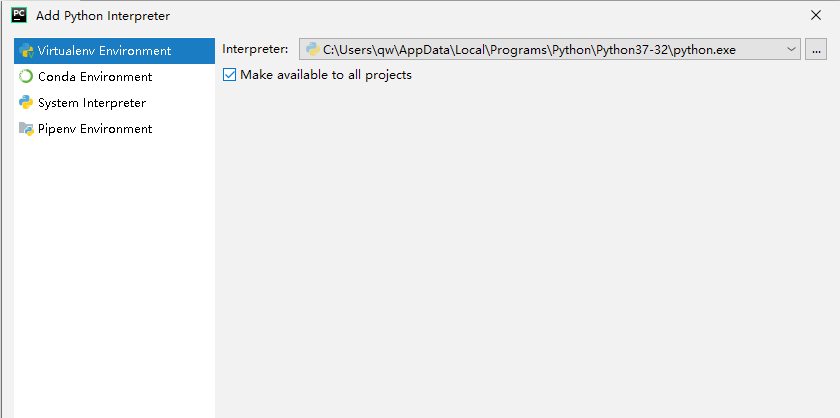 PC Add Python Interpreter
Virtualenv Environment
Conda Environment
System Interpreter
Pipenv Environment
Interpreter: C:\Users\qw\AppData\Local\Programs\Python\Python37-32\python.exe ...
Make available to all projects